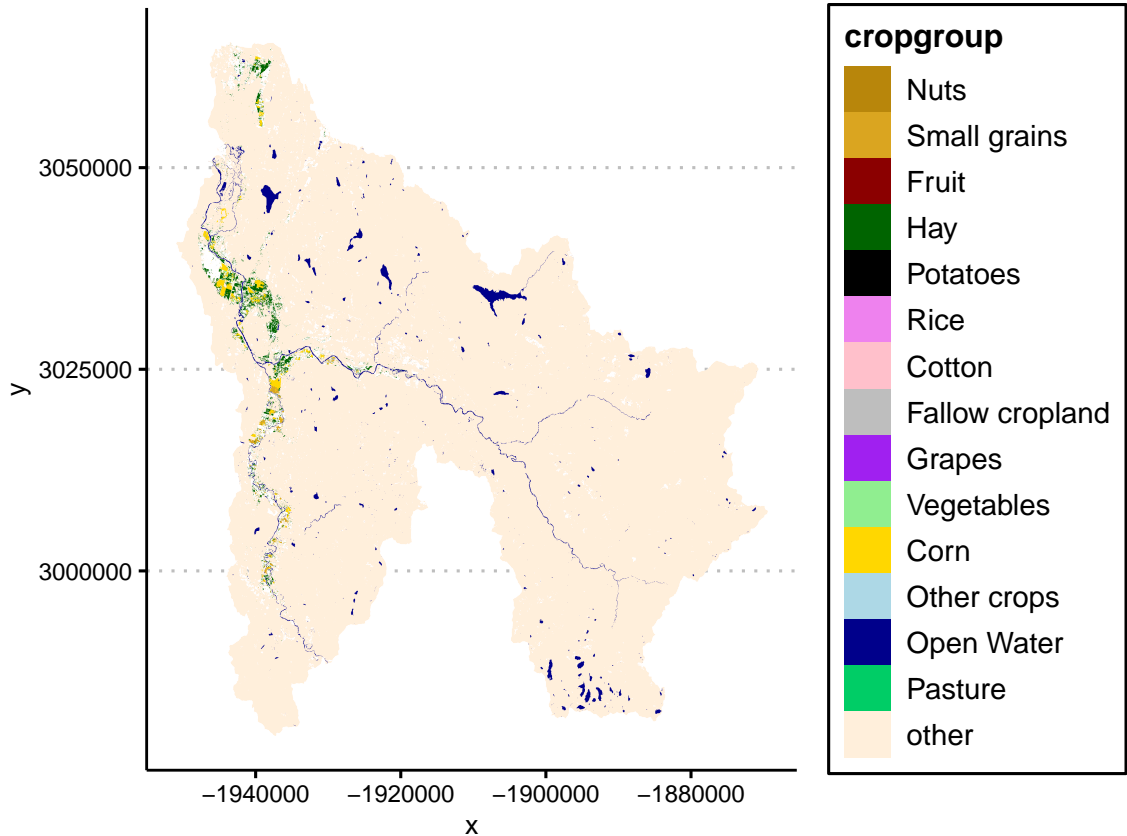 3050000
3025000
3000000
y
−1940000 −1920000 −1900000 −1880000
x
cropgroup
Nuts
Small grains
Fruit
Hay
Potatoes
Rice
Cotton
Fallow cropland
Grapes
Vegetables
Corn
Other crops
Open Water
Pasture
other